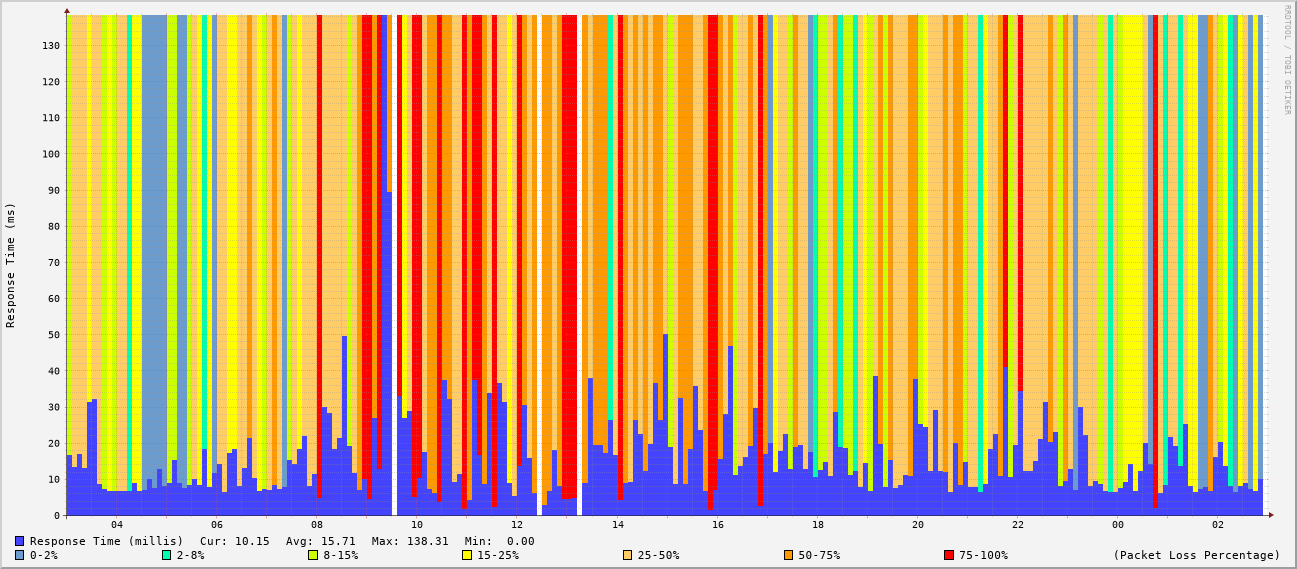 RRDTOOL / TOBI OETIKER
Response Time (ms)
130
120
110
100
90
80
70
60
50
40
30
20
10
0
04 06 08 10 12 14 16 18 20 22 00 02
Response Time (millis) Cur: 10.15 Avg: 15.71 Max: 138.31 Min: 0.00
0-2% 2-8% 8-15% 15-25% 25-50% 50-75% 75-100% (Packet Loss Percentage)